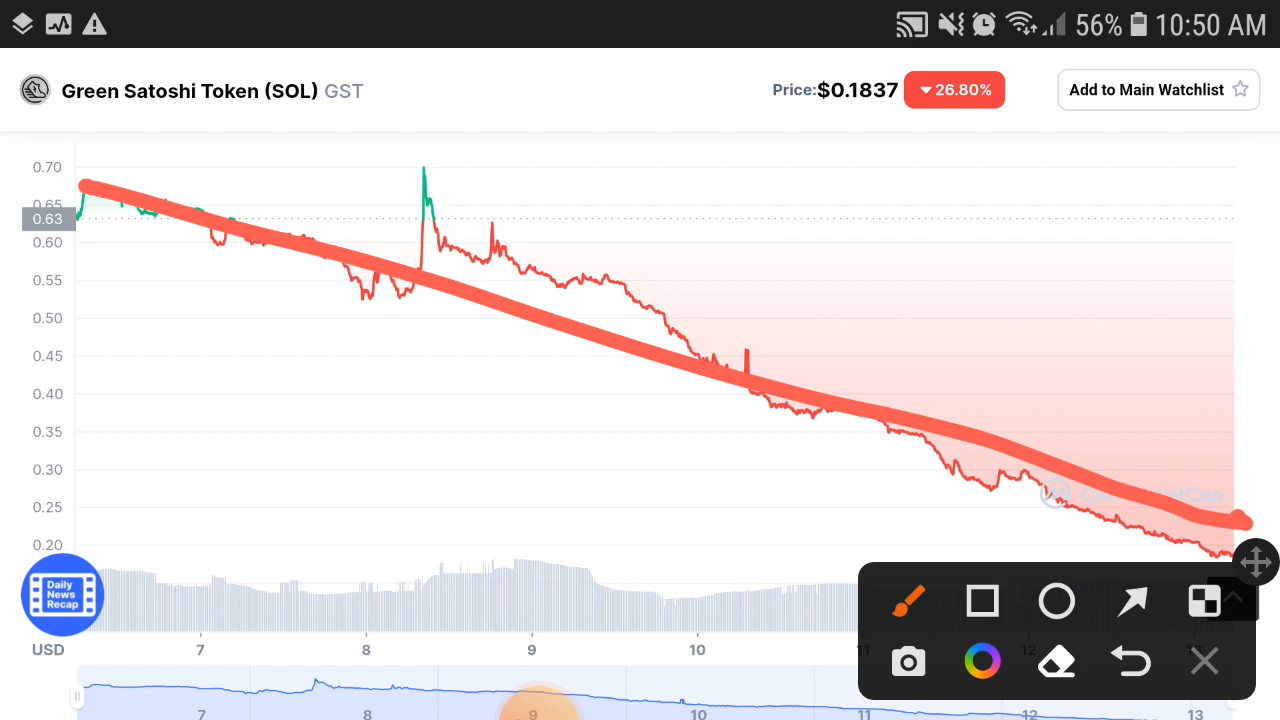 56% 10:50 AM
Green Satoshi Token (SOL) GST
Price:$0.1837 26.80%
Add to Main Watchlist
0.70
0.65
0.63
0.60
0.55
0.50
0.45
0.40
0.35
0.30
0.25
0.20
Daily
News
Recap
USD 7 8 9 10 11 12 13
7 8 9 10 11 12 13